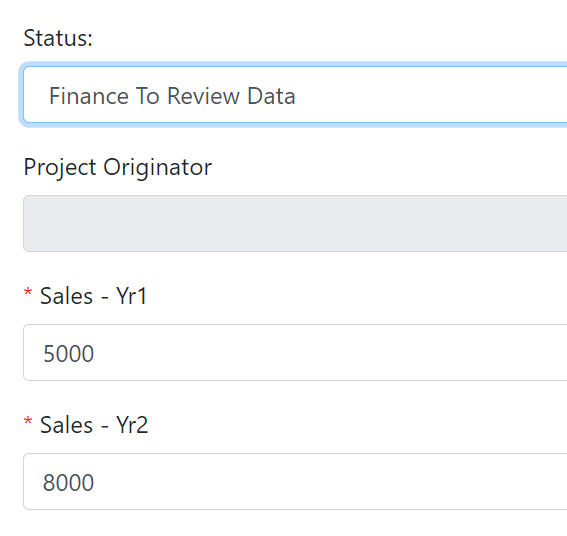 Status:
Finance To Review Data
Project Originator
* Sales - Yr1
5000
* Sales - Yr2
8000